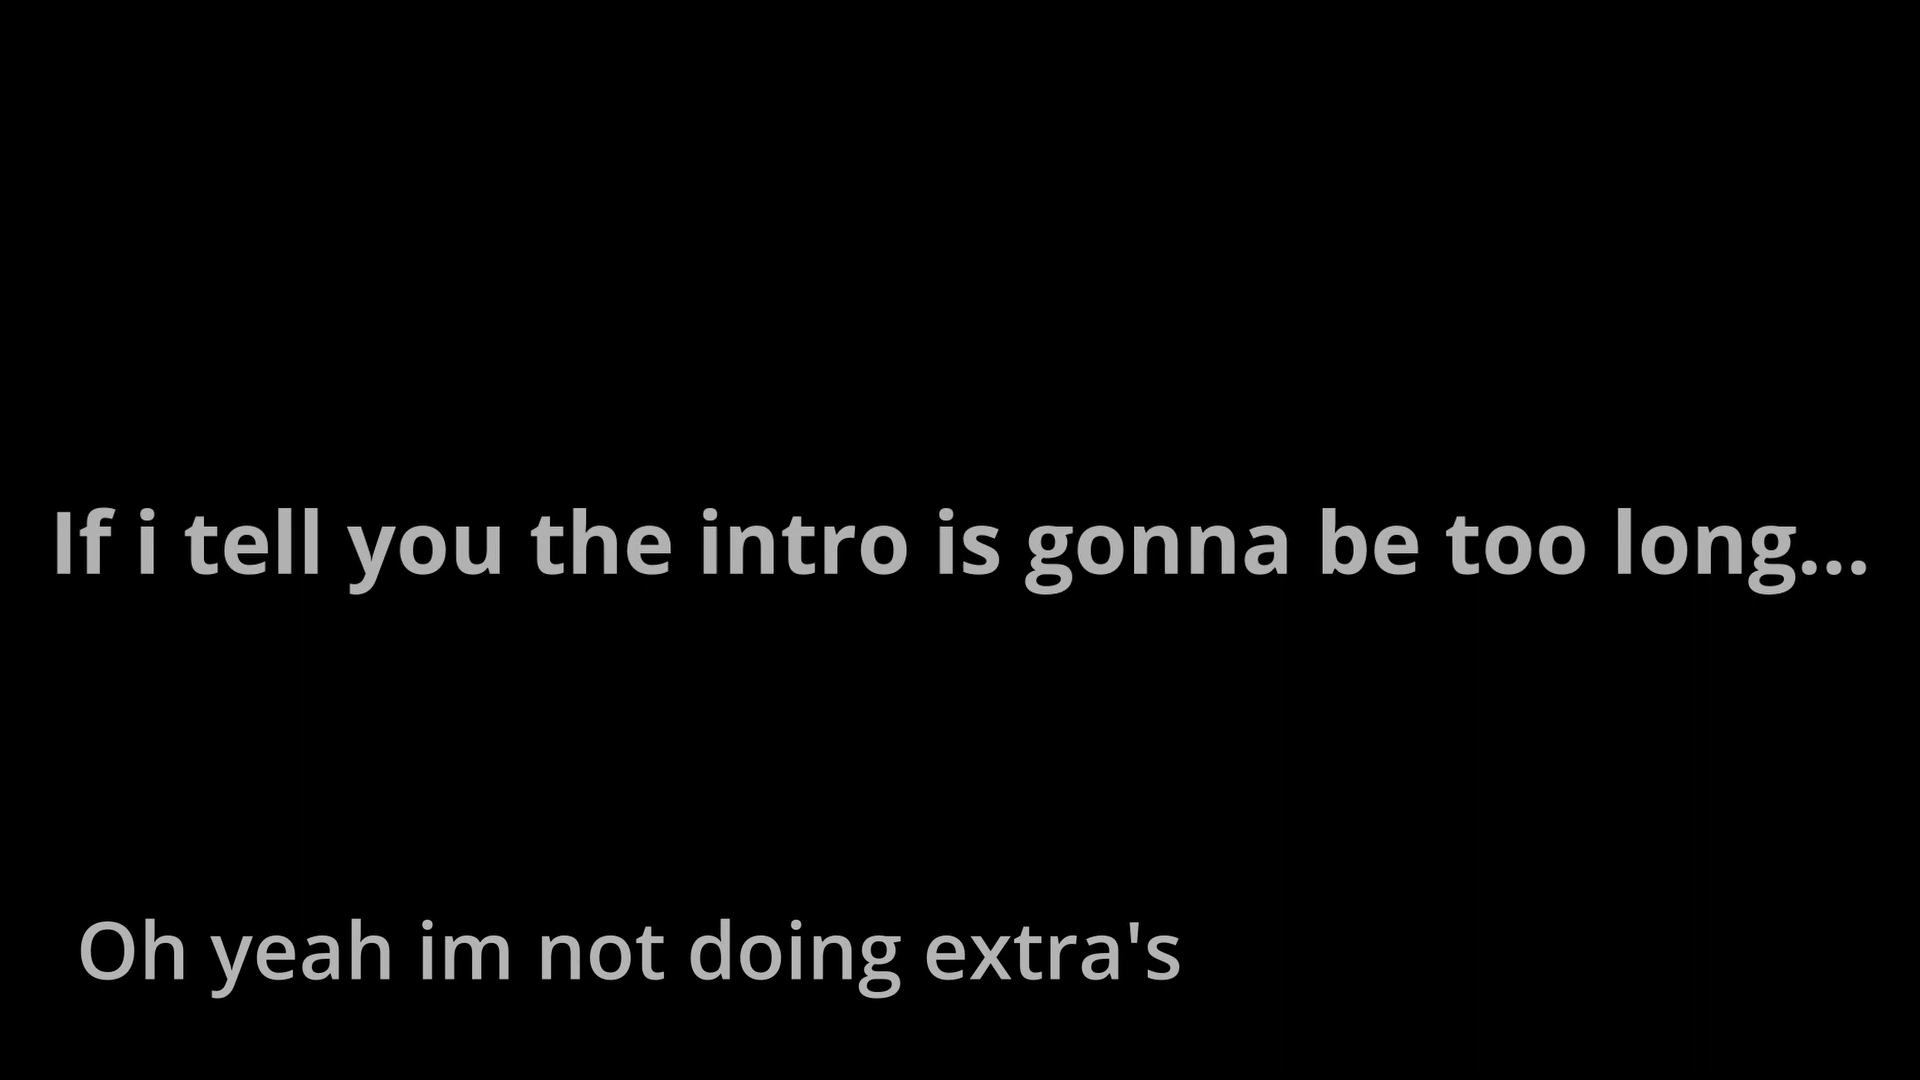 If i tell you the intro is gonna be too long...
Oh yeah im not doing extra's